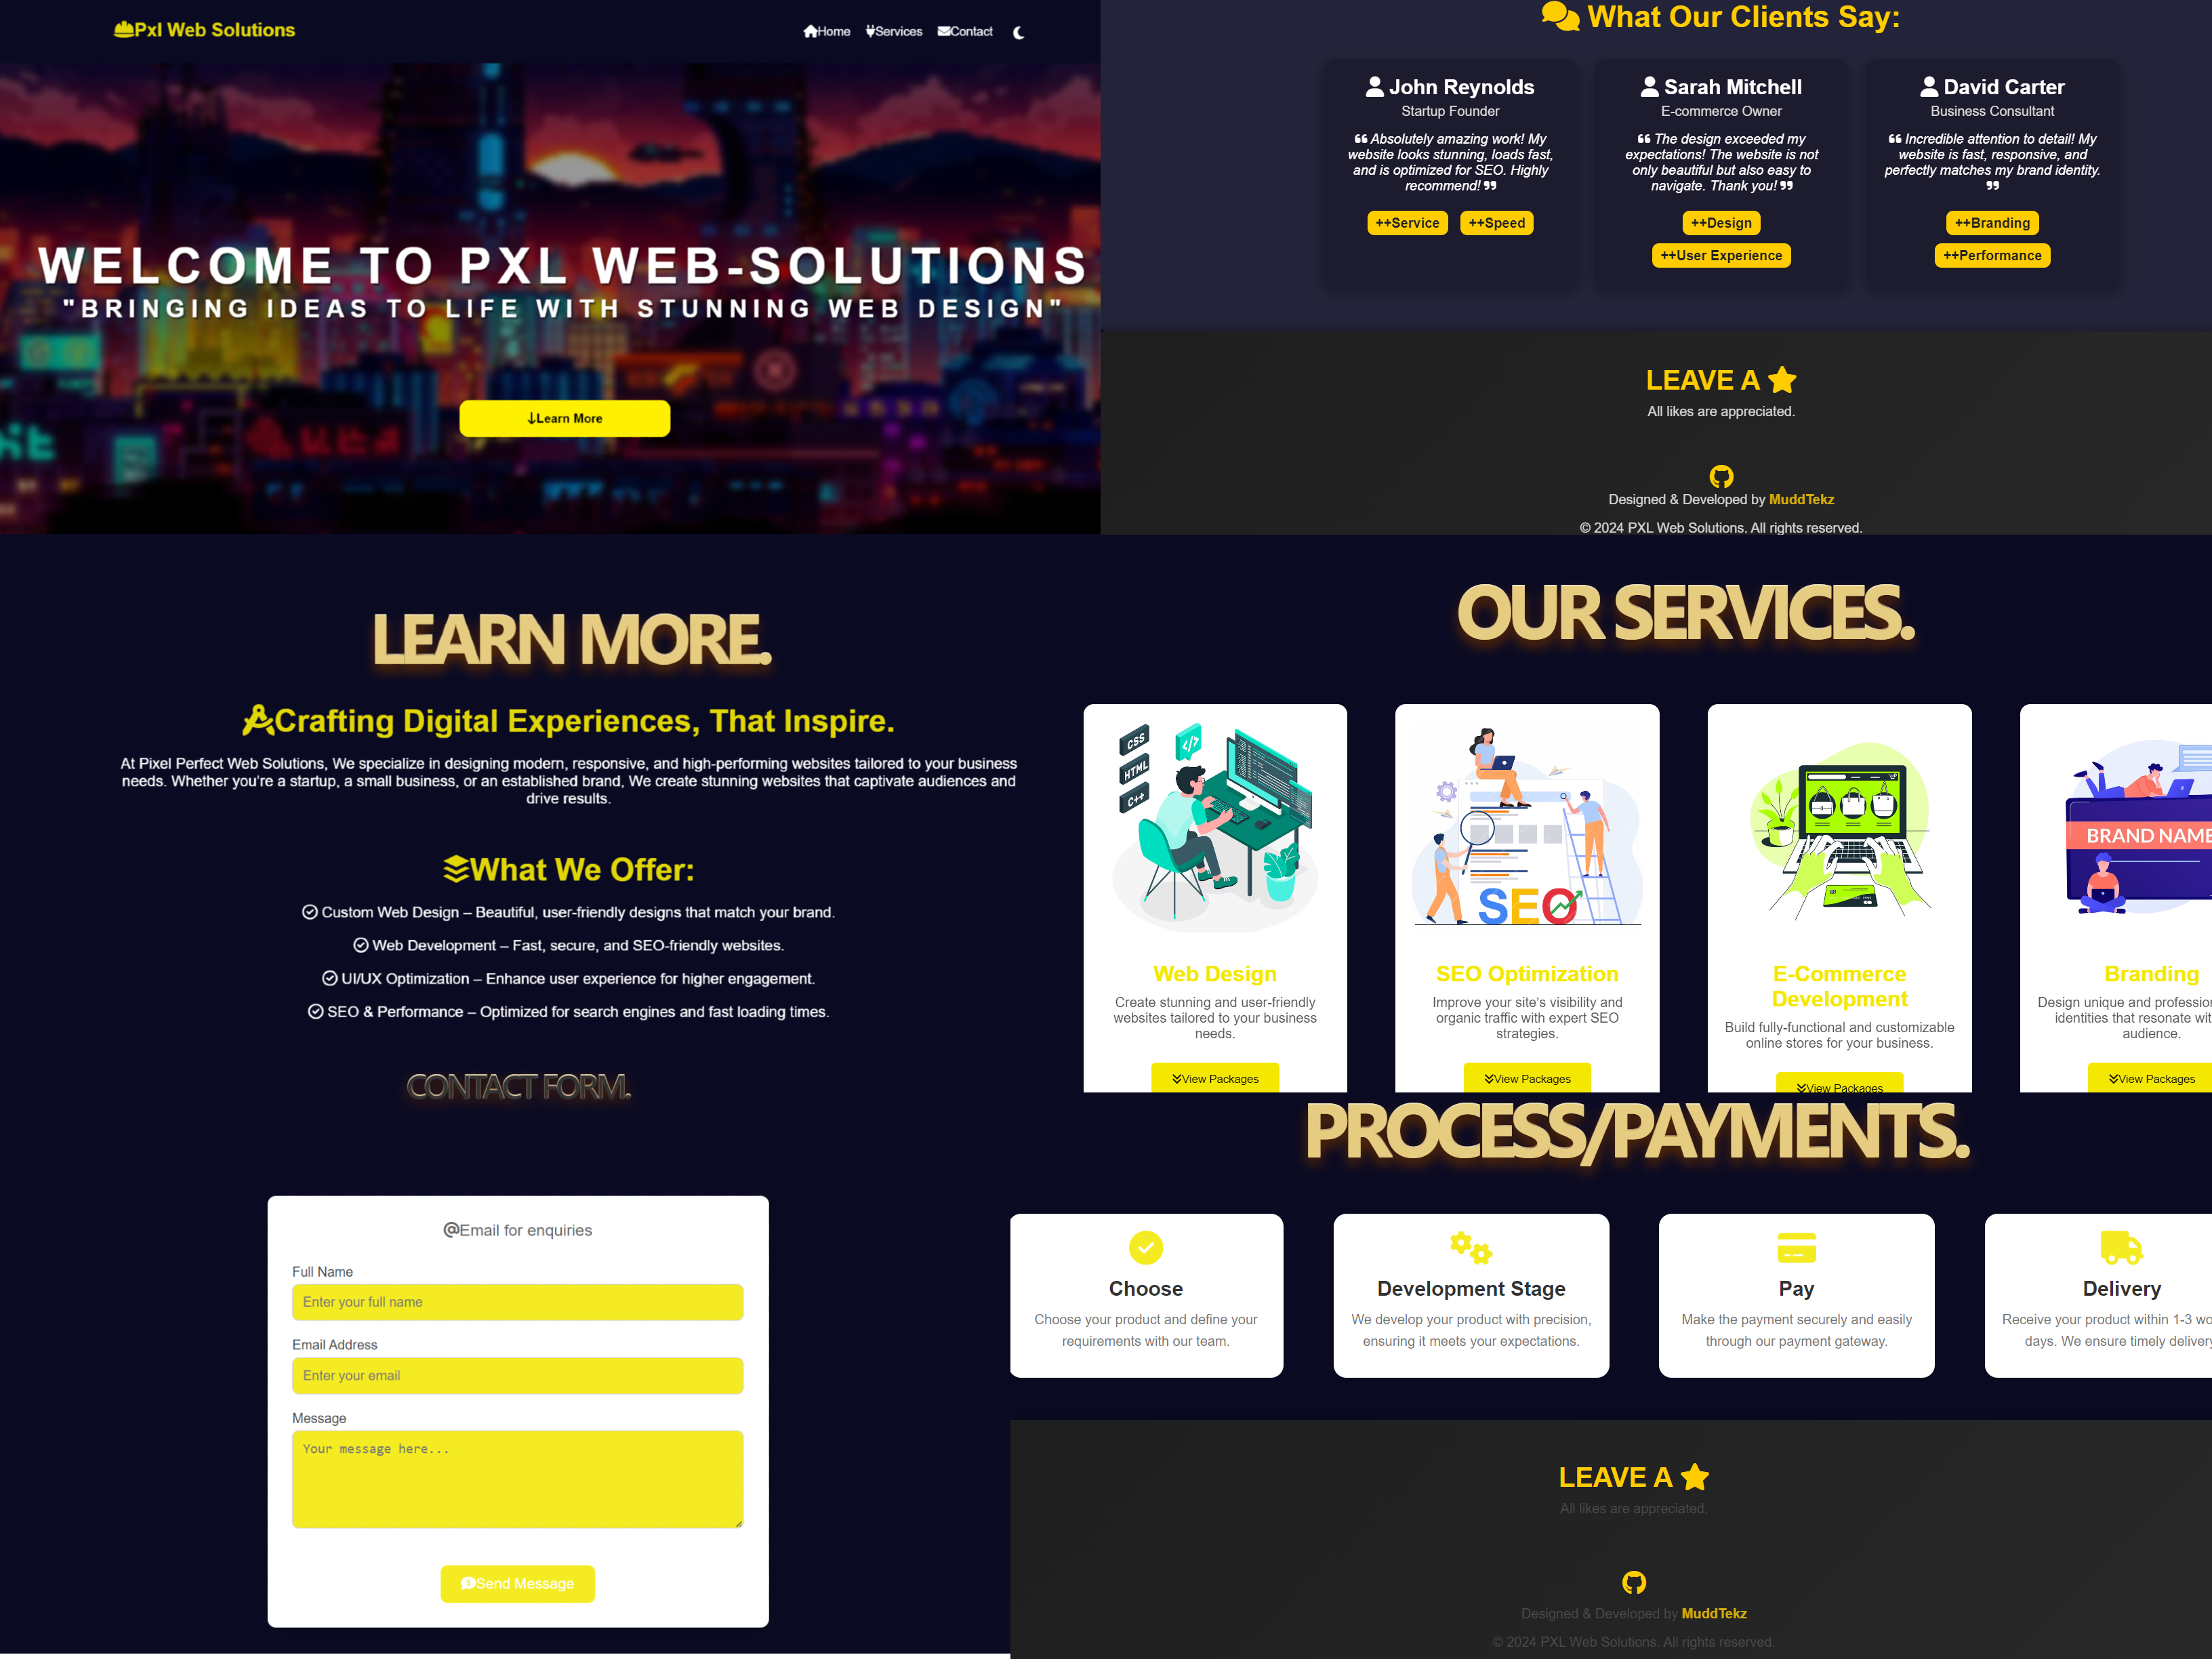 Pxl Web Solutions
Home Services Contact
WELCOME TO PXL WEB-SOLUTIONS
"BRINGING IDEAS TO LIFE WITH STUNNING WEB DESIGN"
Learn More
What Our Clients Say:
John Reynolds
Startup Founder
❝ Absolutely amazing work! My
website looks stunning, loads fast,
and is optimized for SEO. Highly
recommend! ❞
++Service ++Speed
Sarah Mitchell
E-commerce Owner
❝ The design exceeded my
expectations! The website is not
only beautiful but also easy to
navigate. Thank you! ❞
++Design
++User Experience
David Carter
Business Consultant
❝ Incredible attention to detail! My
website is fast, responsive, and
perfectly matches my brand identity.
❞
++Branding
++Performance
LEAVE A
All likes are appreciated.
Designed & Developed by MuddTekz
© 2024 PXL Web Solutions. All rights reserved.
LEARN MORE.
Crafting Digital Experiences, That Inspire.
At Pixel Perfect Web Solutions, We specialize in designing modern, responsive, and high-performing websites tailored to your business
needs. Whether you're a startup, a small business, or an established brand, We create stunning websites that captivate audiences and
drive results.
What We Offer:
Custom Web Design – Beautiful, user-friendly designs that match your brand.
Web Development – Fast, secure, and SEO-friendly websites.
UI/UX Optimization – Enhance user experience for higher engagement.
SEO & Performance – Optimized for search engines and fast loading times.
OUR SERVICES.
CSS
HTML
C++
</>
Web Design
Create stunning and user-friendly
websites tailored to your business
needs.
View Packages
SEO
SEO Optimization
Improve your site's visibility and
organic traffic with expert SEO
strategies.
View Packages
E-Commerce
Development
Build fully-functional and customizable
online stores for your business.
View Packages
BRAND NAME
Branding
Design unique and profession
identities that resonate wit
audience.
View Packages
CONTACT FORM.
@Email for enquiries
Full Name
Enter your full name
Email Address
Enter your email
Message
Your message here...
Send Message
PROCESS/PAYMENTS.
Choose
Choose your product and define your
requirements with our team.
Development Stage
We develop your product with precision,
ensuring it meets your expectations.
Pay
Make the payment securely and easily
through our payment gateway.
Delivery
Receive your product within 1-3 wo
days. We ensure timely delivery
LEAVE A
All likes are appreciated.
Designed & Developed by MuddTekz
© 2024 PXL Web Solutions. All rights reserved.